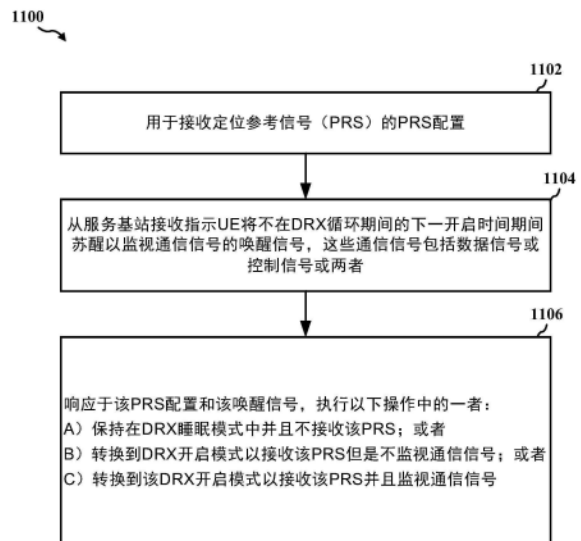 1100
1102
用于接收定位参考信号（PRS）的PRS配置
1104
从服务基站接收指示UE将不在DRX循环期间的下一开启时间期间
苏醒以监视通信信号的唤醒信号，这些通信信号包括数据信号或
控制信号或两者
1106
响应于该PRS配置和该唤醒信号，执行以下操作中的一者：
A）保持在DRX睡眠模式中并且不接收该PRS；或者
B）转换到DRX开启模式以接收该PRS但是不监视通信信号；或者
C）转换到该DRX开启模式以接收该PRS并且监视通信信号